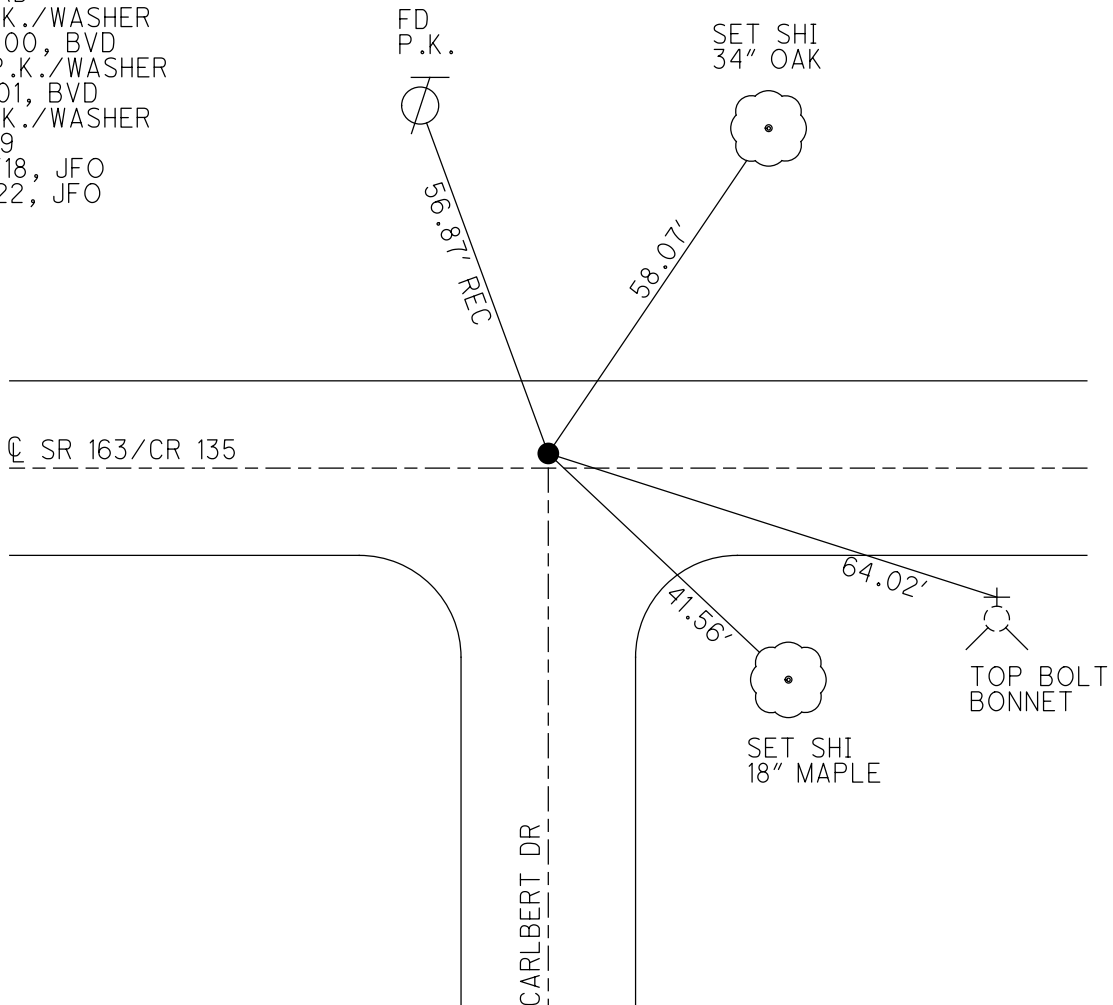 K./WASHER
00, BVD
P.K./WASHER
01, BVD
K./WASHER
9
18, JFO
22, JFO
FD
P.K.
SET SHI
34" OAK
56.87' REC
58.07'
℄ SR 163/CR 135
64.02'
41.56'
TOP BOLT
BONNET
SET SHI
18" MAPLE
CARLBERT DR